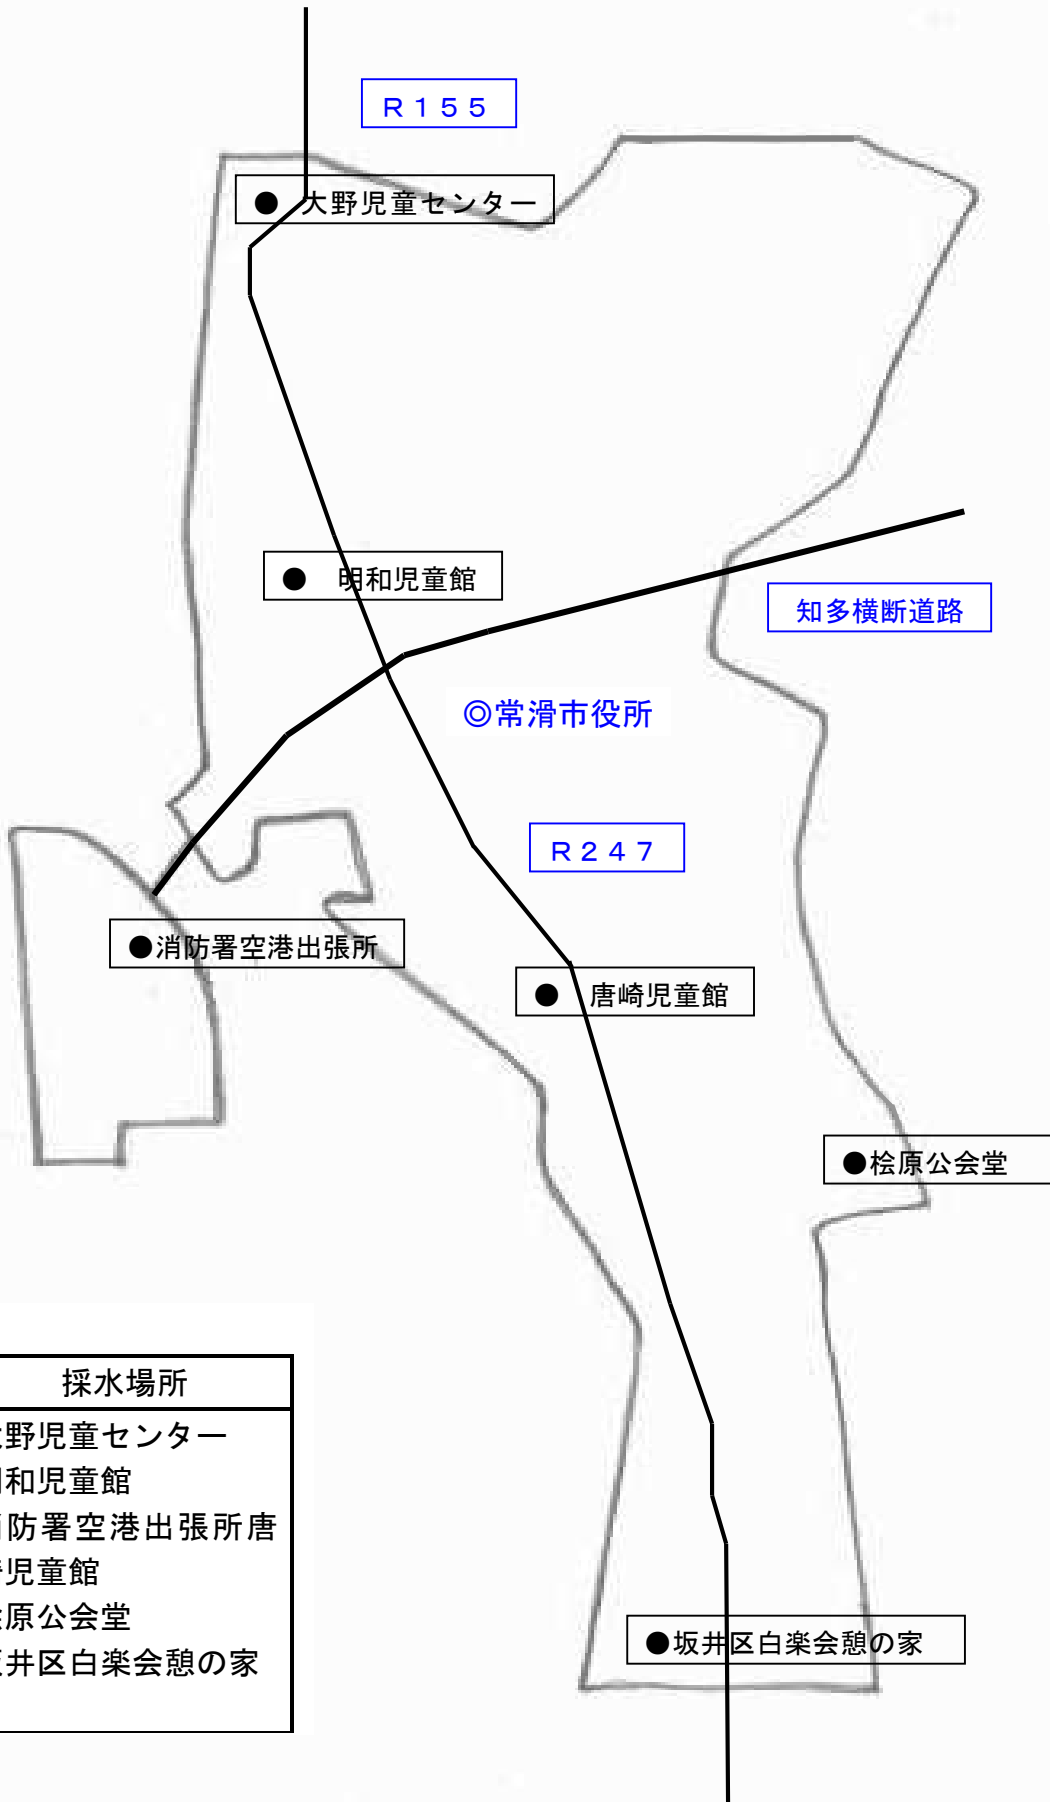 R155
● 大野児童センター
● 明和児童館
知多横断道路
◎常滑市役所
R247
●消防署空港出張所
● 唐崎児童館
●桧原公会堂
採水場所
野児童センター
和児童館
防署空港出張所唐
児童館
原公会堂
井区白楽会憩の家
●坂井区白楽会憩の家